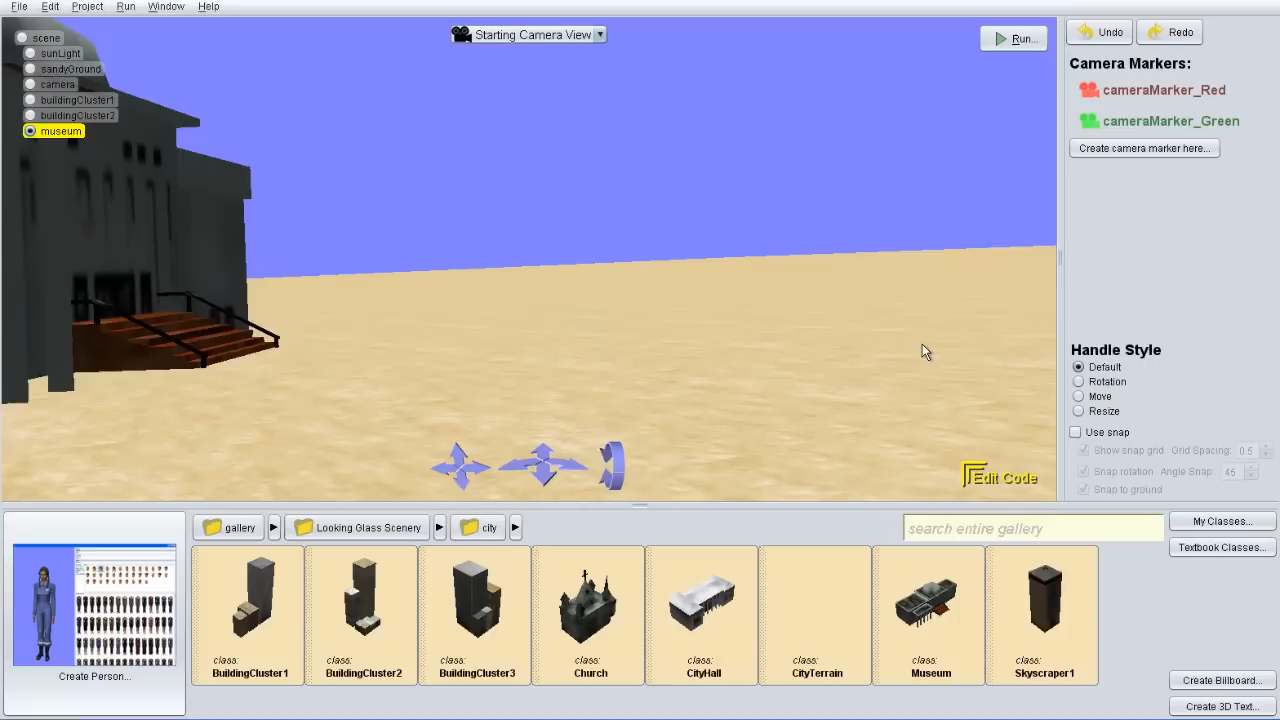 File Edit Project Run Window Help
scene
sunLight
sandyGround
camera
buildingCluster1
buildingCluster2
museum
Starting Camera View
Run...
Edit Code
Undo Redo
Camera Markers:
cameraMarker_Red
cameraMarker_Green
Create camera marker here...
Handle Style
Default
Rotation
Move
Resize
Use snap
Show snap grid Grid Spacing: 0.5
Snap rotation Angle Snap: 45
Snap to ground
Create Person...
gallery Looking Glass Scenery city
search entire gallery
class: BuildingCluster1
class: BuildingCluster2
class: BuildingCluster3
class: Church
class: CityHall
class: CityTerrain
class: Museum
class: Skyscraper1
My Classes...
Textbook Classes...
Create Billboard...
Create 3D Text...